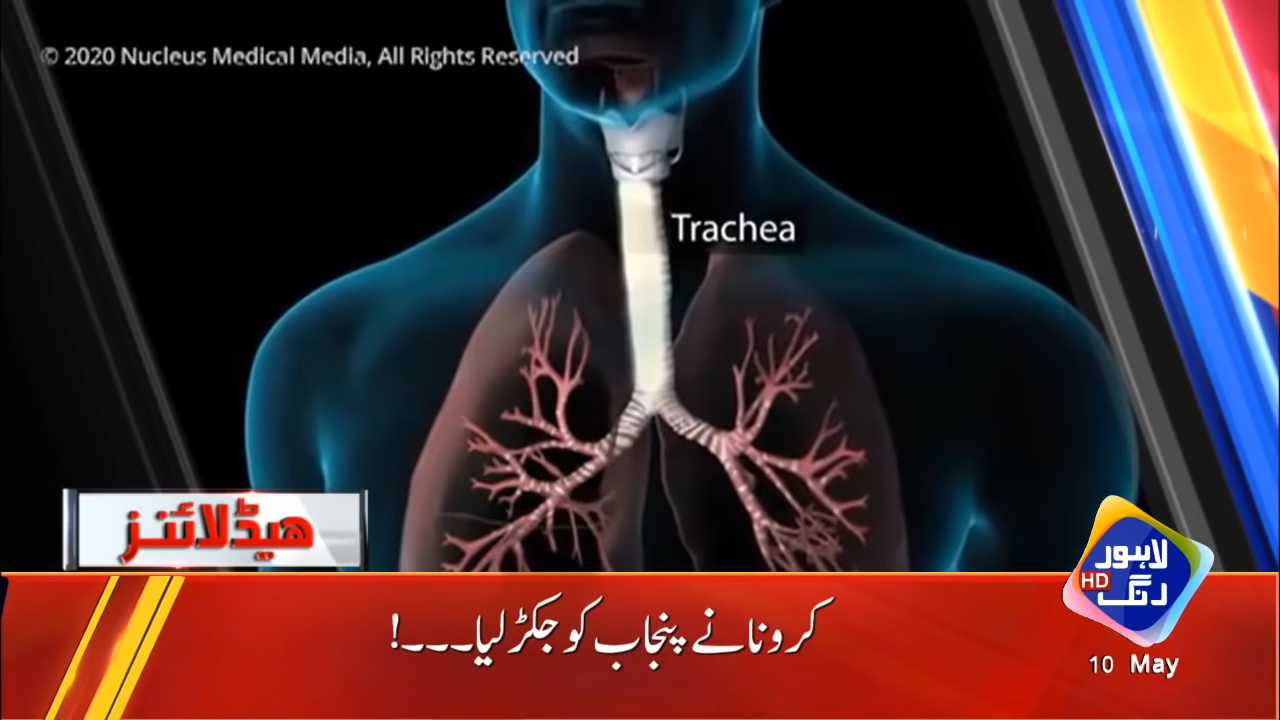 © 2020 Nucleus Medical Media, All Rights Reserved
Trachea
ہیڈلائنز
لاہور
رنگ HD
کرونا نے پنجاب کو جکڑ لیا۔۔۔!
10 May